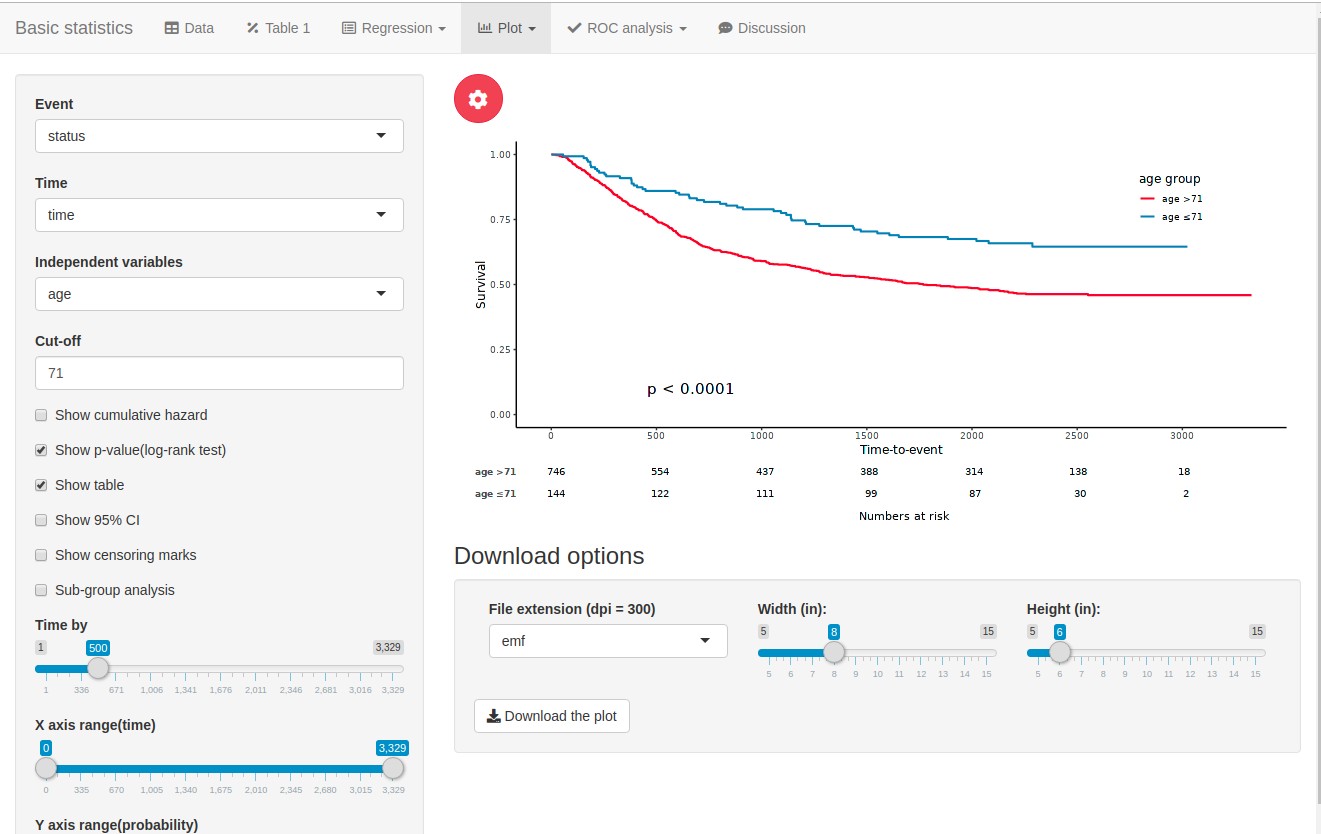 Basic statistics Data Table 1 Regression Plot ROC analysis Discussion
Event
status
Time
time
Independent variables
age
Cut-off
71
Show cumulative hazard
Show p-value(log-rank test)
Show table
Show 95% CI
Show censoring marks
Sub-group analysis
Time by
1 500 3,329
1 336 671 1,006 1,341 1,676 2,011 2,346 2,681 3,016 3,329
X axis range(time)
0 3,329
0 335 670 1,005 1,340 1,675 2,010 2,345 2,680 3,015 3,329
Y axis range(probability)
1.00
0.75
0.50
0.25
0.00
Survival
age group
age >71
age ≤71
p < 0.0001
0 500 1000 1500 2000 2500 3000
Time-to-event
age >71 746 554 437 388 314 138 18
age ≤71 144 122 111 99 87 30 2
Numbers at risk
Download options
File extension (dpi = 300) Width (in): Height (in):
emf
5 8 15
5 6 7 8 9 10 11 12 13 14 15
5 6 15
5 6 7 8 9 10 11 12 13 14 15
Download the plot